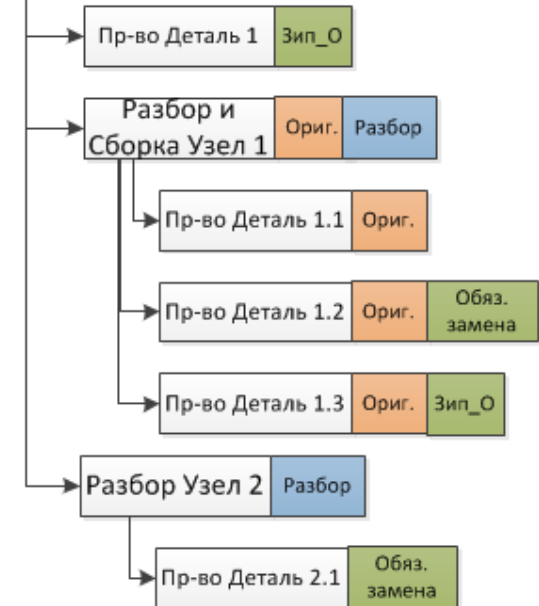 Пр-во Деталь 1 Зип_О
Разбор и
Сборка Узел 1 Ориг. Разбор
Пр-во Деталь 1.1 Ориг.
Пр-во Деталь 1.2 Ориг. Обяз.
замена
Пр-во Деталь 1.3 Ориг. Зип_О
Разбор Узел 2 Разбор
Пр-во Деталь 2.1 Обяз.
замена